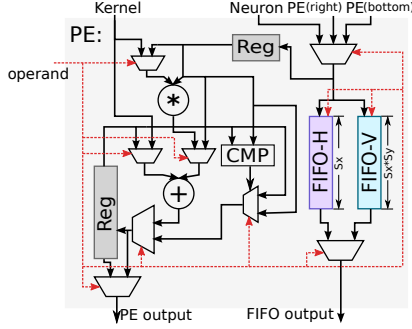 Kernel
Neuron PE(right) PE(bottom)
PE:
Reg
operand
*
FIFO-H
Sx
FIFO-V
Sx*Sy
CMP
+
Reg
PE output
FIFO output